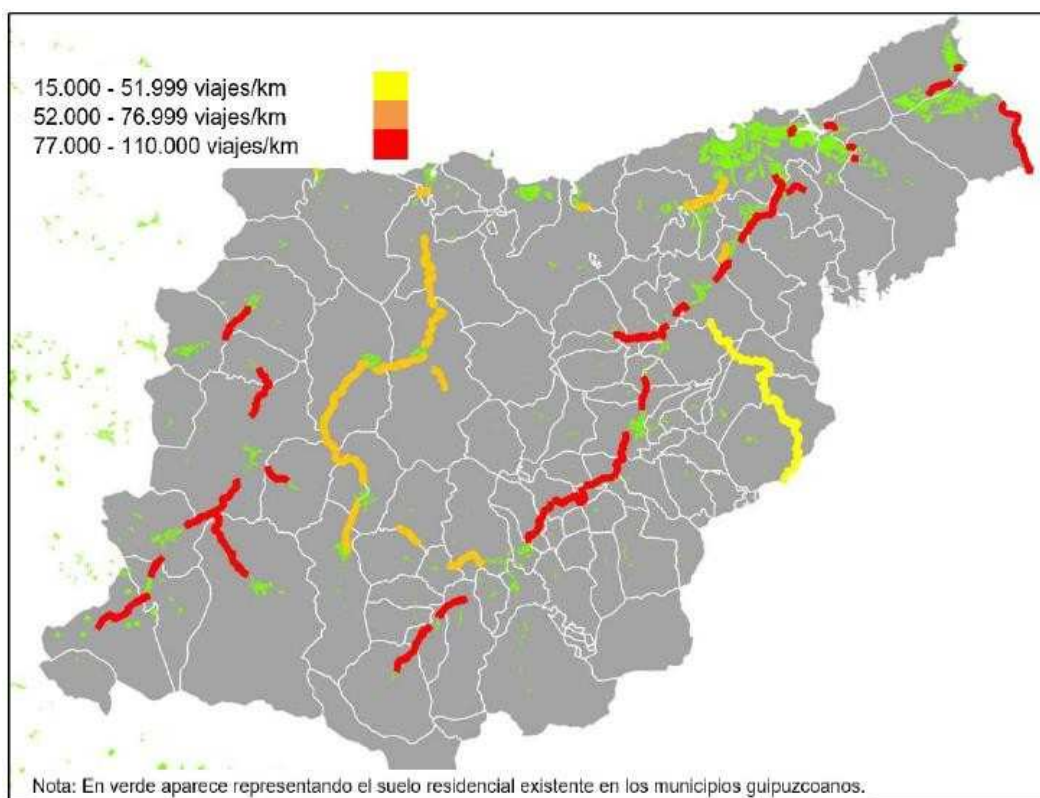 15.000 - 51.999 viajes/km
52.000 - 76.999 viajes/km
77.000 - 110.000 viajes/km
Nota: En verde aparece representando el suelo residencial existente en los municipios guipuzcoanos.